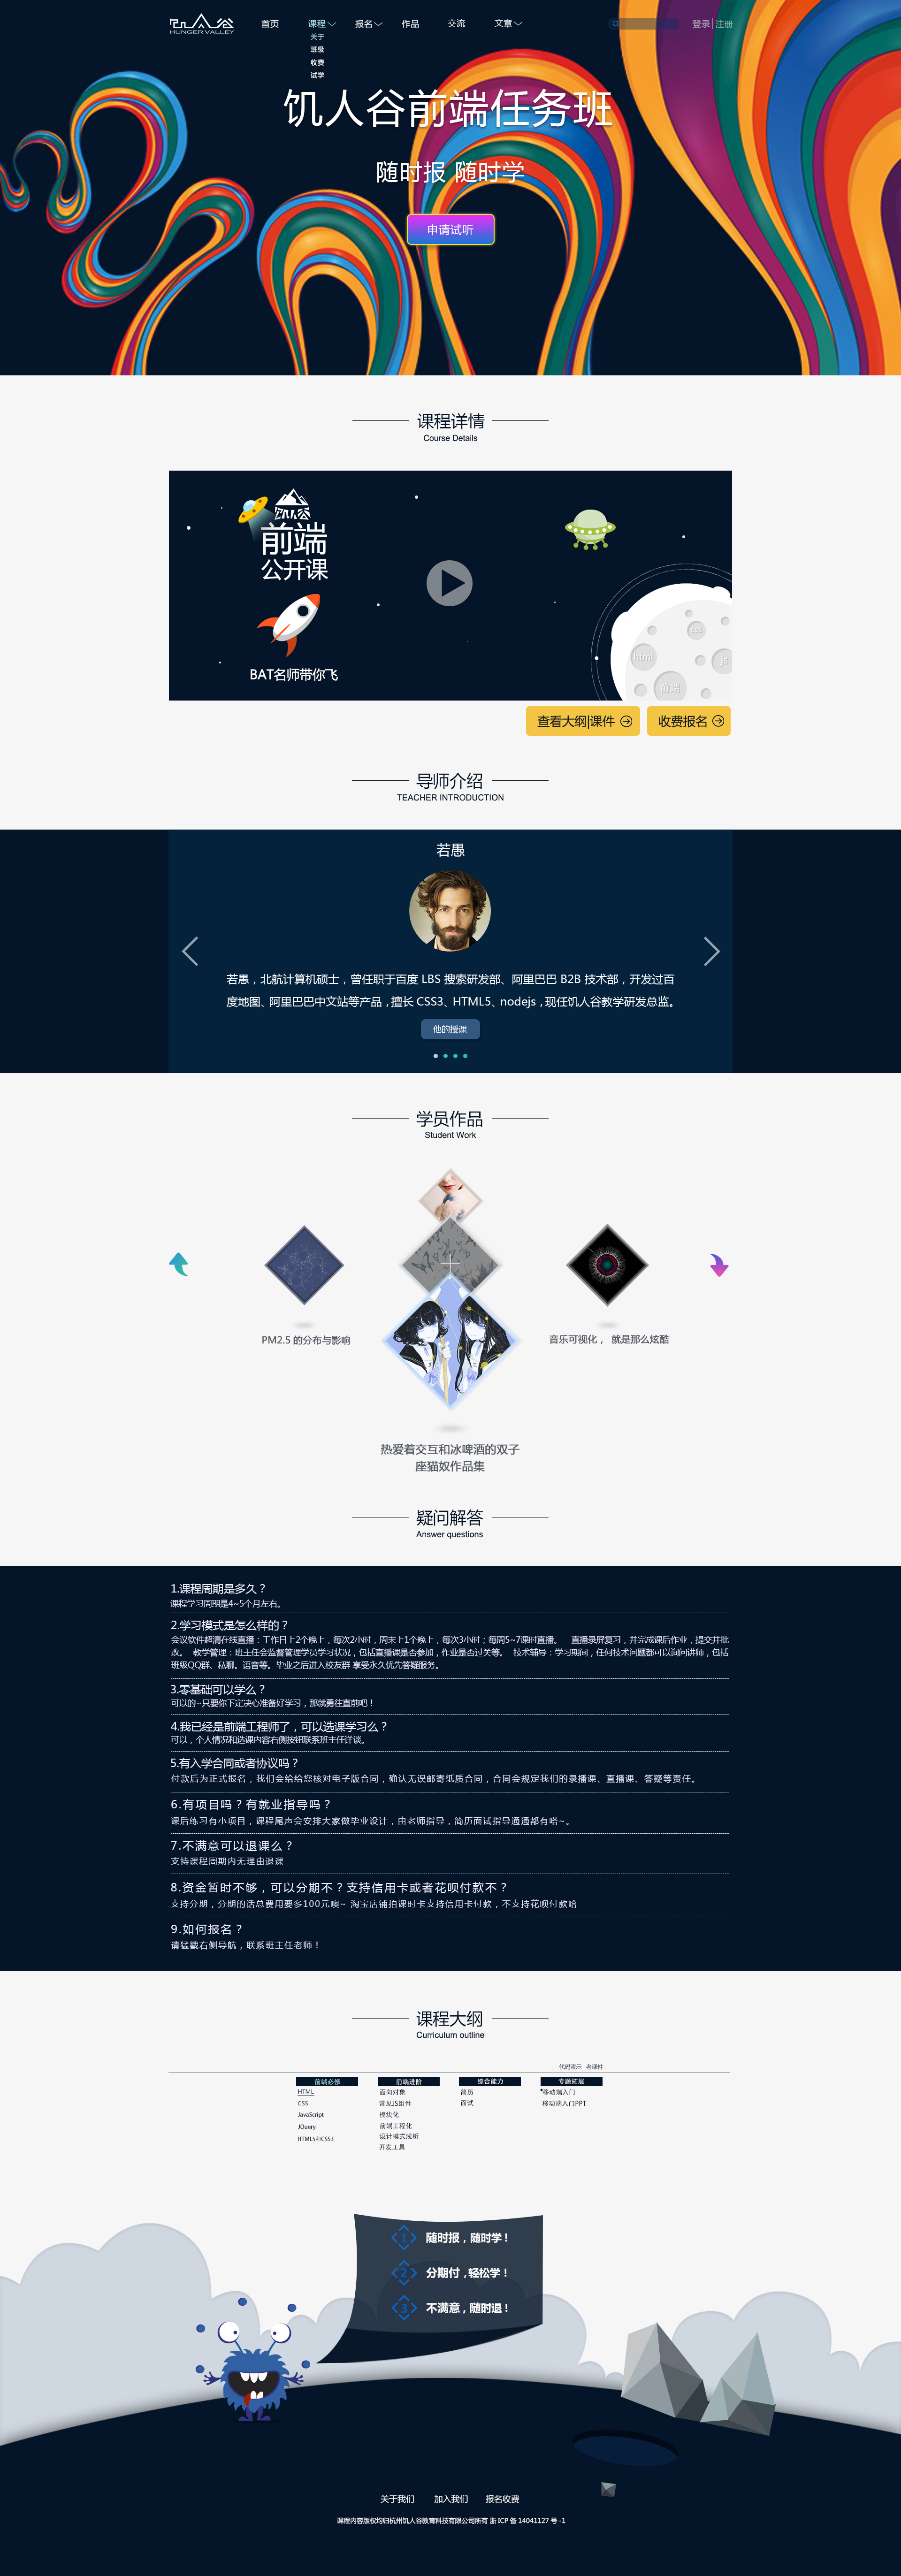 饥人谷
HUNGER VALLEY
首页 课程 报名 作品 交流 文章 登录 注册
关于
班级
收费
试学
饥人谷前端任务班
随时报 随时学
申请试听
课程详情
Course Details
饥人谷
前端
公开课
BAT名师带你飞
css
html
js
前端
查看大纲|课件
收费报名
导师介绍
TEACHER INTRODUCTION
若愚
若愚，北航计算机硕士，曾任职于百度 LBS 搜索研发部、阿里巴巴 B2B 技术部，开发过百
度地图、阿里巴巴中文站等产品，擅长 CSS3、HTML5、nodejs，现任饥人谷教学研发总监。
他的授课
学员作品
Student Work
PM2.5 的分布与影响
音乐可视化， 就是那么炫酷
热爱着交互和冰啤酒的双子
座猫奴作品集
疑问解答
Answer questions
1.课程周期是多久？
课程学习周期是4~5个月左右。
2.学习模式是怎么样的？
会议软件超清在线直播：工作日上2个晚上，每次2小时，周末上1个晚上，每次3小时；每周5~7课时直播。 直播录屏复习，并完成课后作业，提交并批
改。 教学管理：班主任会监督管理学员学习状况，包括直播课是否参加，作业是否过关等。 技术辅导：学习期间，任何技术问题都可以询问讲师，包括
班级QQ群、私聊。语音等。毕业之后进入校友群 享受永久优先答疑服务。
3.零基础可以学么？
可以的~只要你下定决心准备好学习，那就勇往直前吧！
4.我已经是前端工程师了，可以选课学习么？
可以，个人情况和选课内容右侧按钮联系班主任详谈。
5.有入学合同或者协议吗？
付款后为正式报名，我们会给给您核对电子版合同，确认无误邮寄纸质合同，合同会规定我们的录播课、直播课、答疑等责任。
6.有项目吗？有就业指导吗？
课后练习有小项目，课程尾声会安排大家做毕业设计，由老师指导，简历面试指导通通都有嗒~。
7.不满意可以退课么？
支持课程周期内无理由退课
8.资金暂时不够，可以分期不？支持信用卡或者花呗付款不？
支持分期，分期的话总费用要多100元噢~ 淘宝店铺拍课时卡支持信用卡付款，不支持花呗付款哈
9.如何报名？
请猛戳右侧导航，联系班主任老师！
课程大纲
Curriculum outline
代码演示 | 老课件
前端必修 前端进阶 综合能力 专题拓展
HTML 面向对象 简历 移动端入门
CSS 常见JS组件 面试 移动端入门PPT
JavaScript 模块化
JQuery 前端工程化
HTML5和CSS3 设计模式浅析
开发工具
1 随时报，随时学！
2 分期付，轻松学！
3 不满意，随时退！
关于我们 加入我们 报名收费
课程内容版权均归杭州饥人谷教育科技有限公司所有 浙 ICP 备 14041127 号 -1